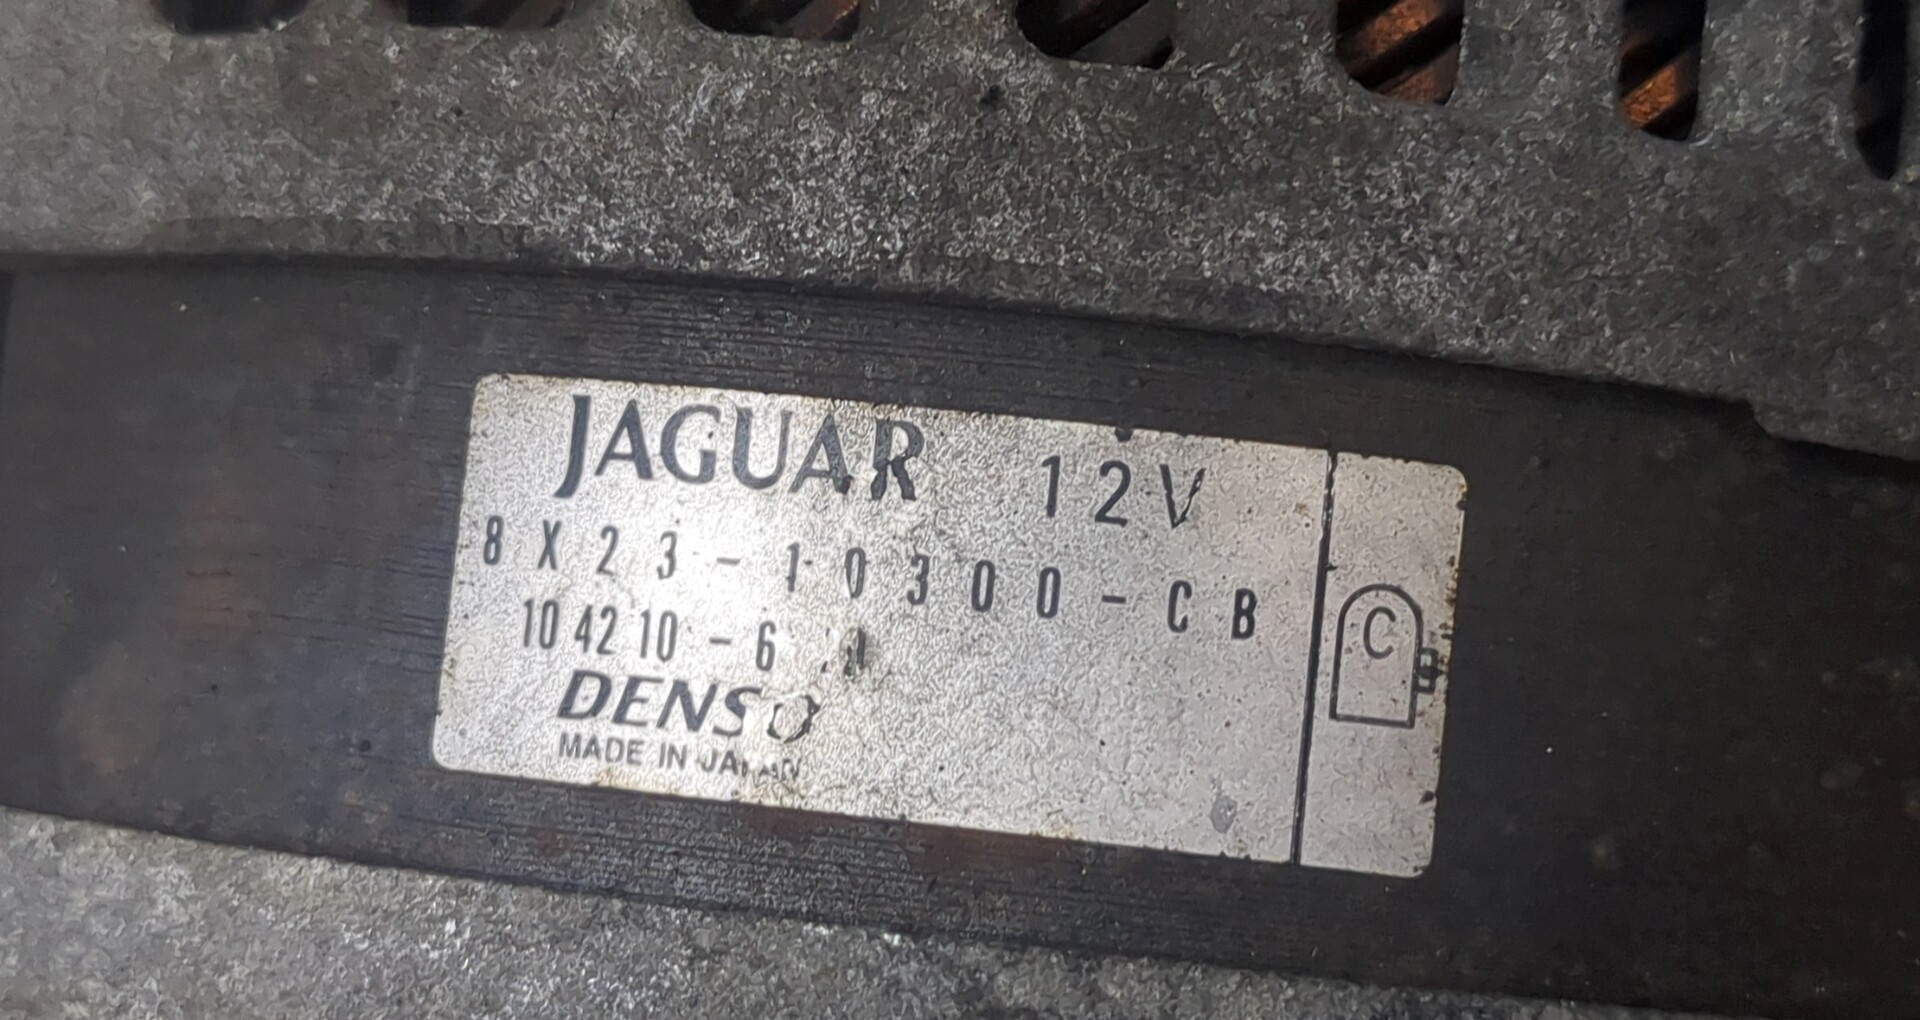 JAGUAR 12V
8X23-10300-CB
104210-6
DENSO
MADE IN JAPAN
C